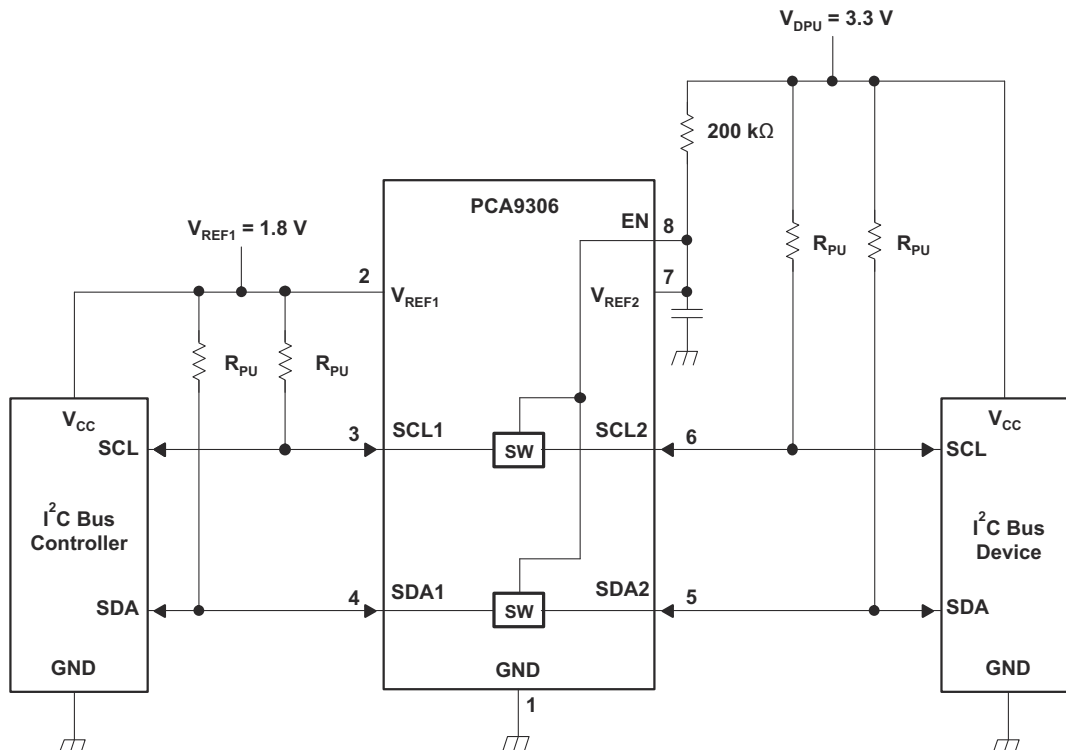 V_DPU = 3.3 V
200 kΩ
PCA9306
EN
8
V_REF1 = 1.8 V
R_PU
R_PU
2
7
V_REF1
V_REF2
R_PU
R_PU
V_CC
V_CC
SCL
3
SCL1
SW
SCL2
6
SCL
I²C Bus
Controller
I²C Bus
Device
SDA
4
SDA1
SW
SDA2
5
SDA
GND
GND
GND
1